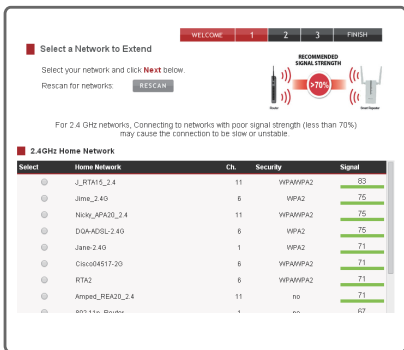 WELCOME 1 2 3 FINISH
Select a Network to Extend
Select your network and click Next below.
Rescan for networks: RESCAN
RECOMMENDED
SIGNAL STRENGTH
>70%
For 2.4 GHz networks, Connecting to networks with poor signal strength (less than 70%)
may cause the connection to be slow or unstable.
2.4GHz Home Network
Select Home Network Ch. Security Signal
J_RTA15_2.4 11 WPA/WPA2 83
Jime_2.4G 6 WPA2 75
Nicky_APA20_2.4 11 WPA/WPA2 75
DQA-ADSL-2.4G 6 WPA2 75
Jane-2.4G 1 WPA2 71
Cisco04517-2G 6 WPA/WPA2 71
RTA2 6 WPA/WPA2 71
Amped_REA20_2.4 11 no 71
802.11n_Router 1 no 67